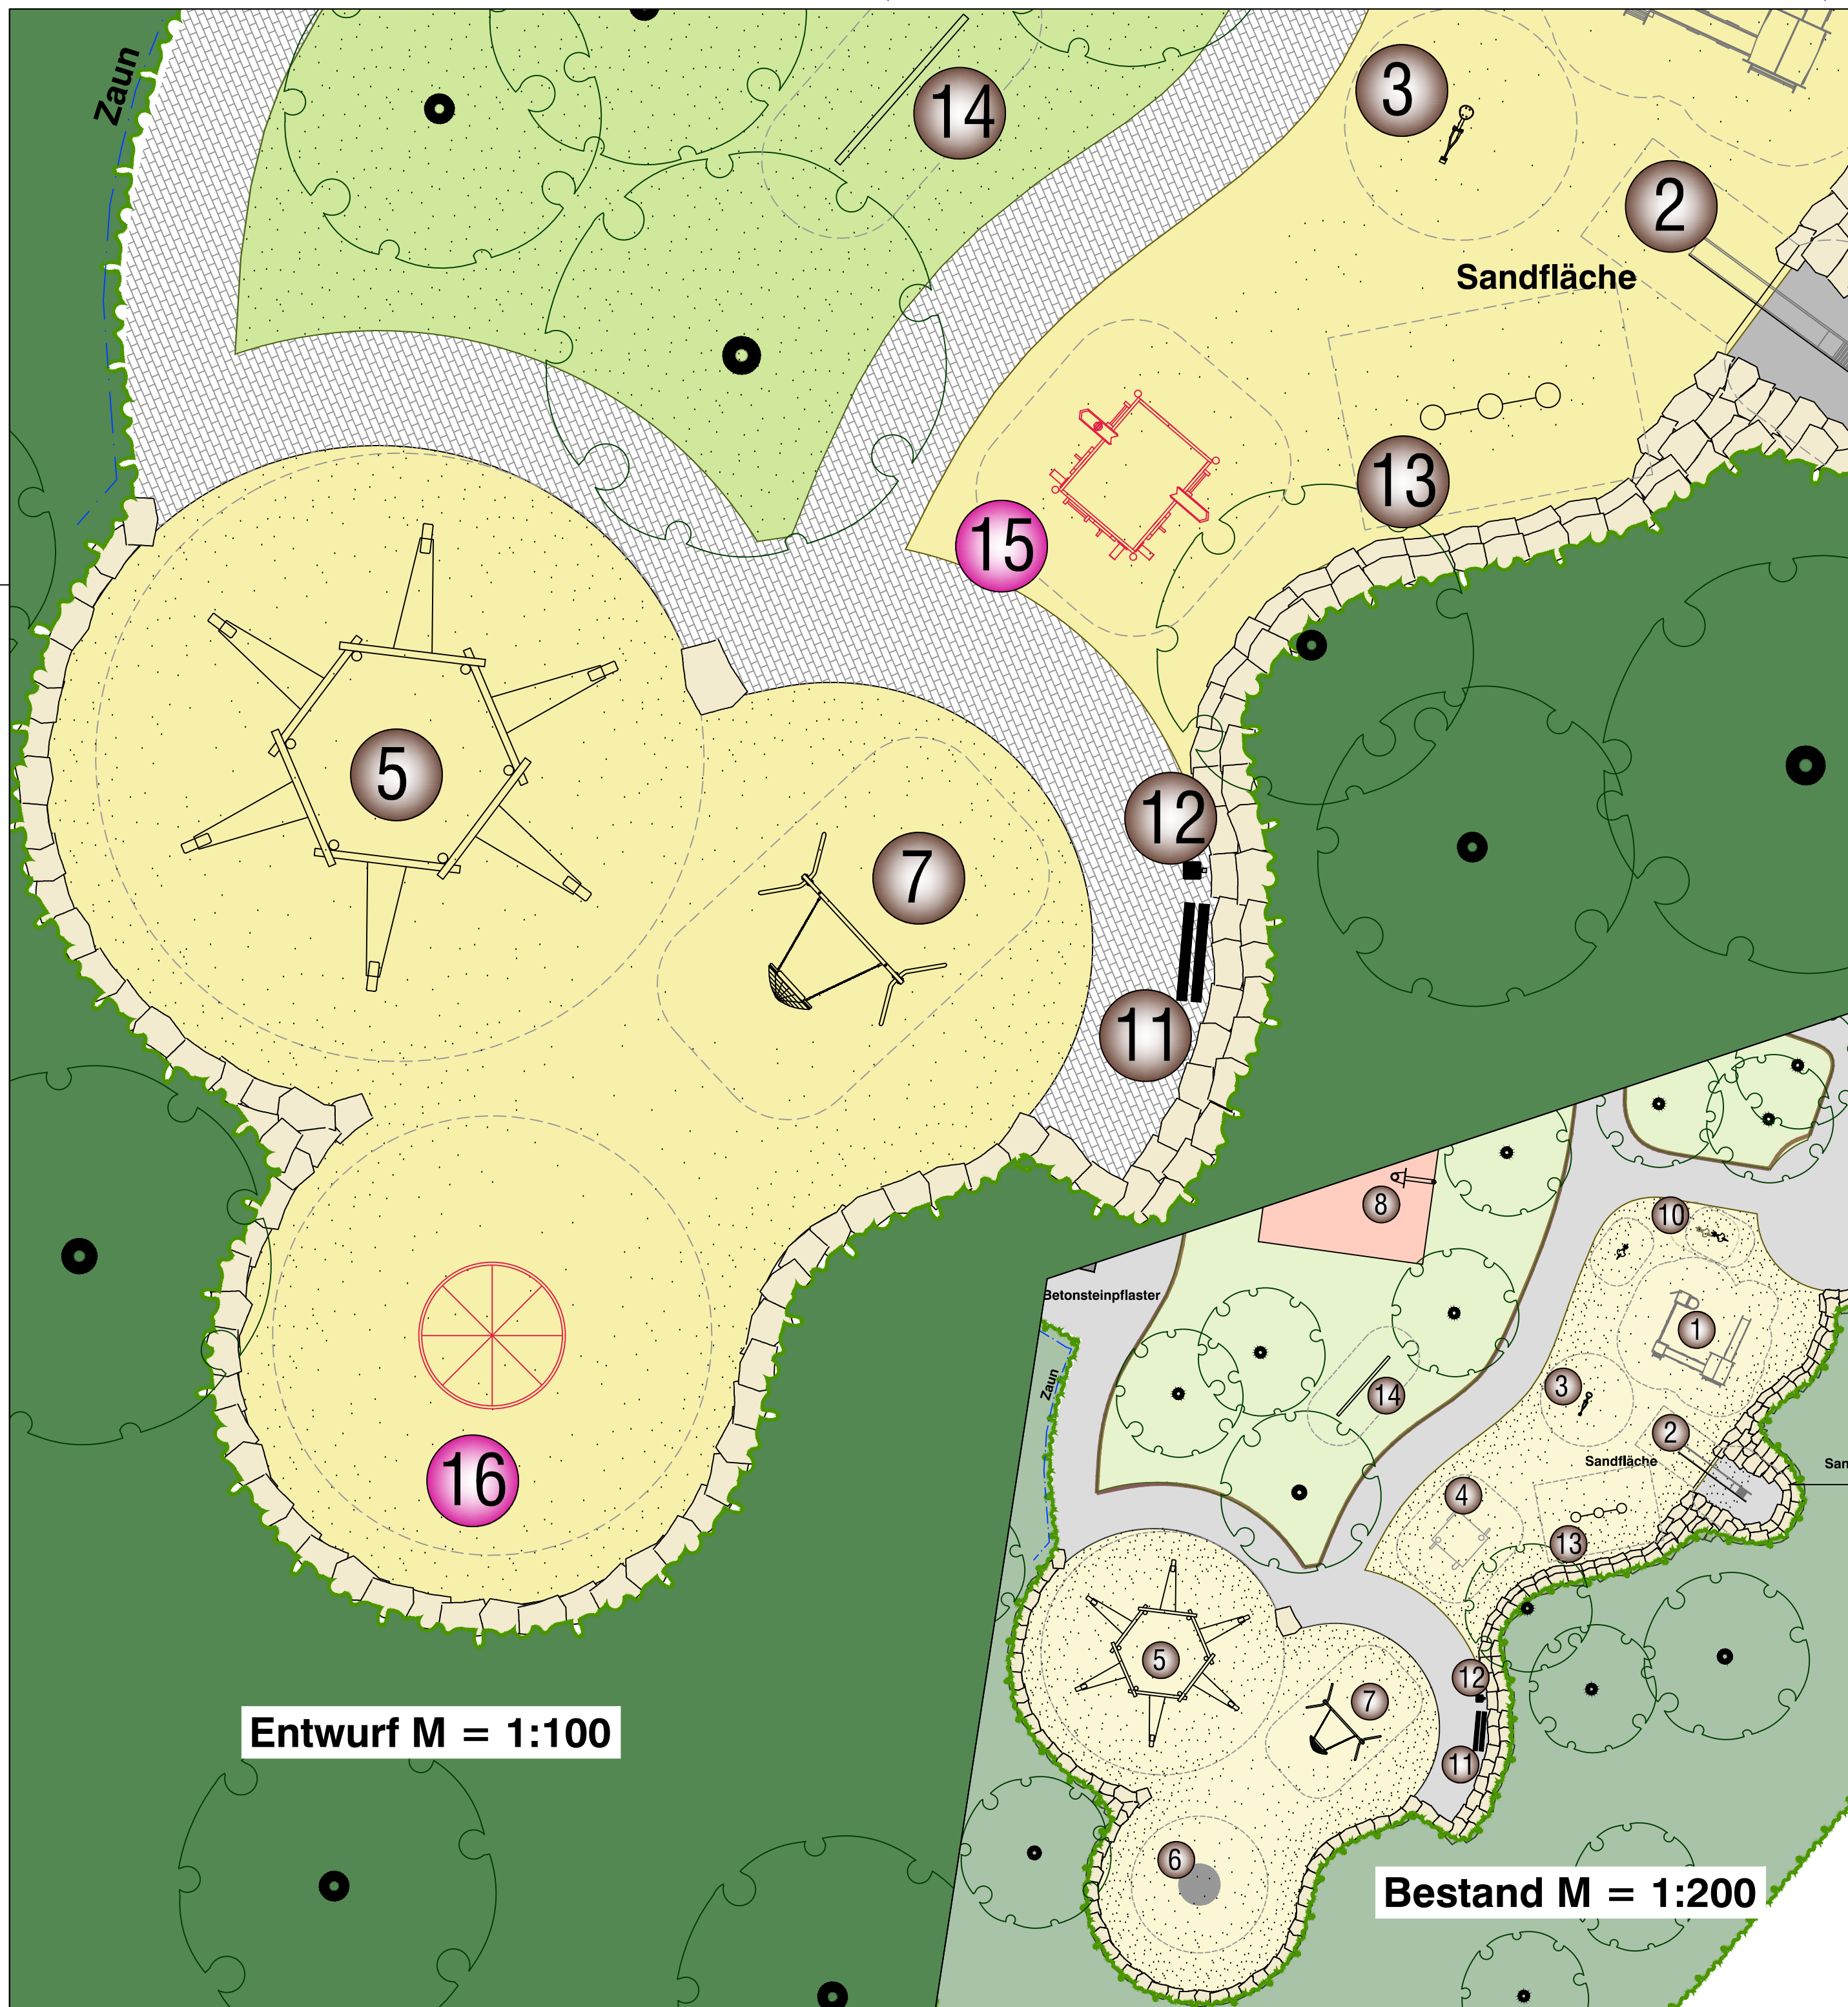 Zaun
14
3
2
Sandfläche
13
15
5
7
12
11
16
Entwurf M = 1:100
8
10
Betonsteinpflaster
1
Zaun
3
14
2
Sandfläche
San
4
13
5
12
7
11
6
Bestand M = 1:200